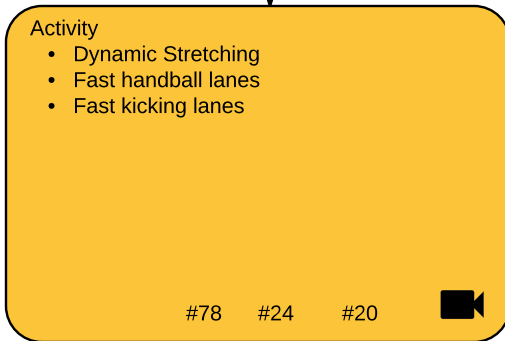 Activity
• Dynamic Stretching
• Fast handball lanes
• Fast kicking lanes
#78 #24 #20